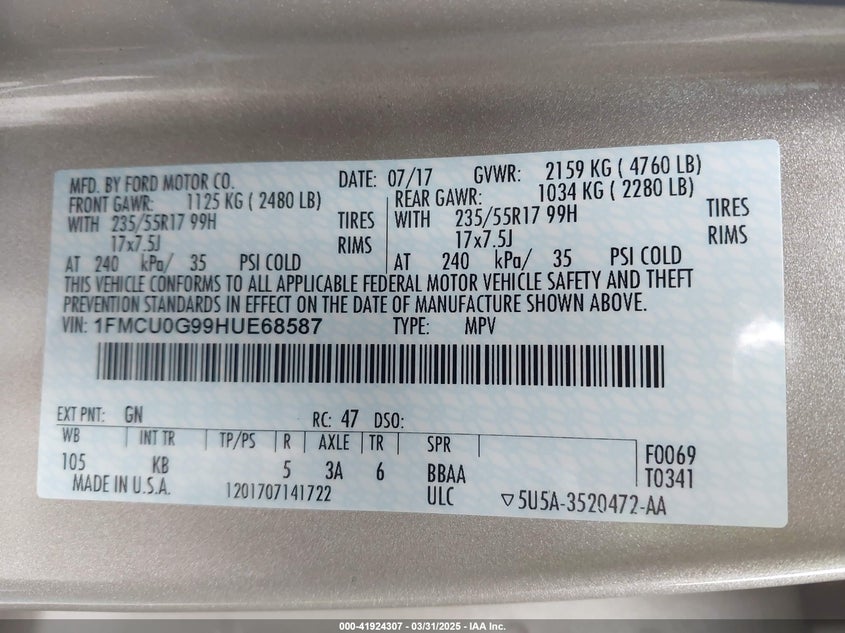 MFD. BY FORD MOTOR CO. DATE: 07/17 GVWR: 2159 KG ( 4760 LB)
FRONT GAWR: 1125 KG ( 2480 LB) REAR GAWR: 1034 KG ( 2280 LB)
WITH 235/55R17 99H TIRES WITH 235/55R17 99H TIRES
17x7.5J RIMS 17x7.5J RIMS
AT 240 kPa/ 35 PSI COLD AT 240 kPa/ 35 PSI COLD
THIS VEHICLE CONFORMS TO ALL APPLICABLE FEDERAL MOTOR VEHICLE SAFETY AND THEFT
PREVENTION STANDARDS IN EFFECT ON THE DATE OF MANUFACTURE SHOWN ABOVE.
VIN: 1FMCU0G99HUE68587 TYPE: MPV
EXT PNT: GN RC: 47 DSO:
WB INT TR TP/PS R AXLE TR SPR F0069
105 KB 5 3A 6 BBAA T0341
MADE IN U.S.A. 1201707141722 ULC ▽5U5A-3520472-AA
000-41924307 - 03/31/2025 - IAA Inc.